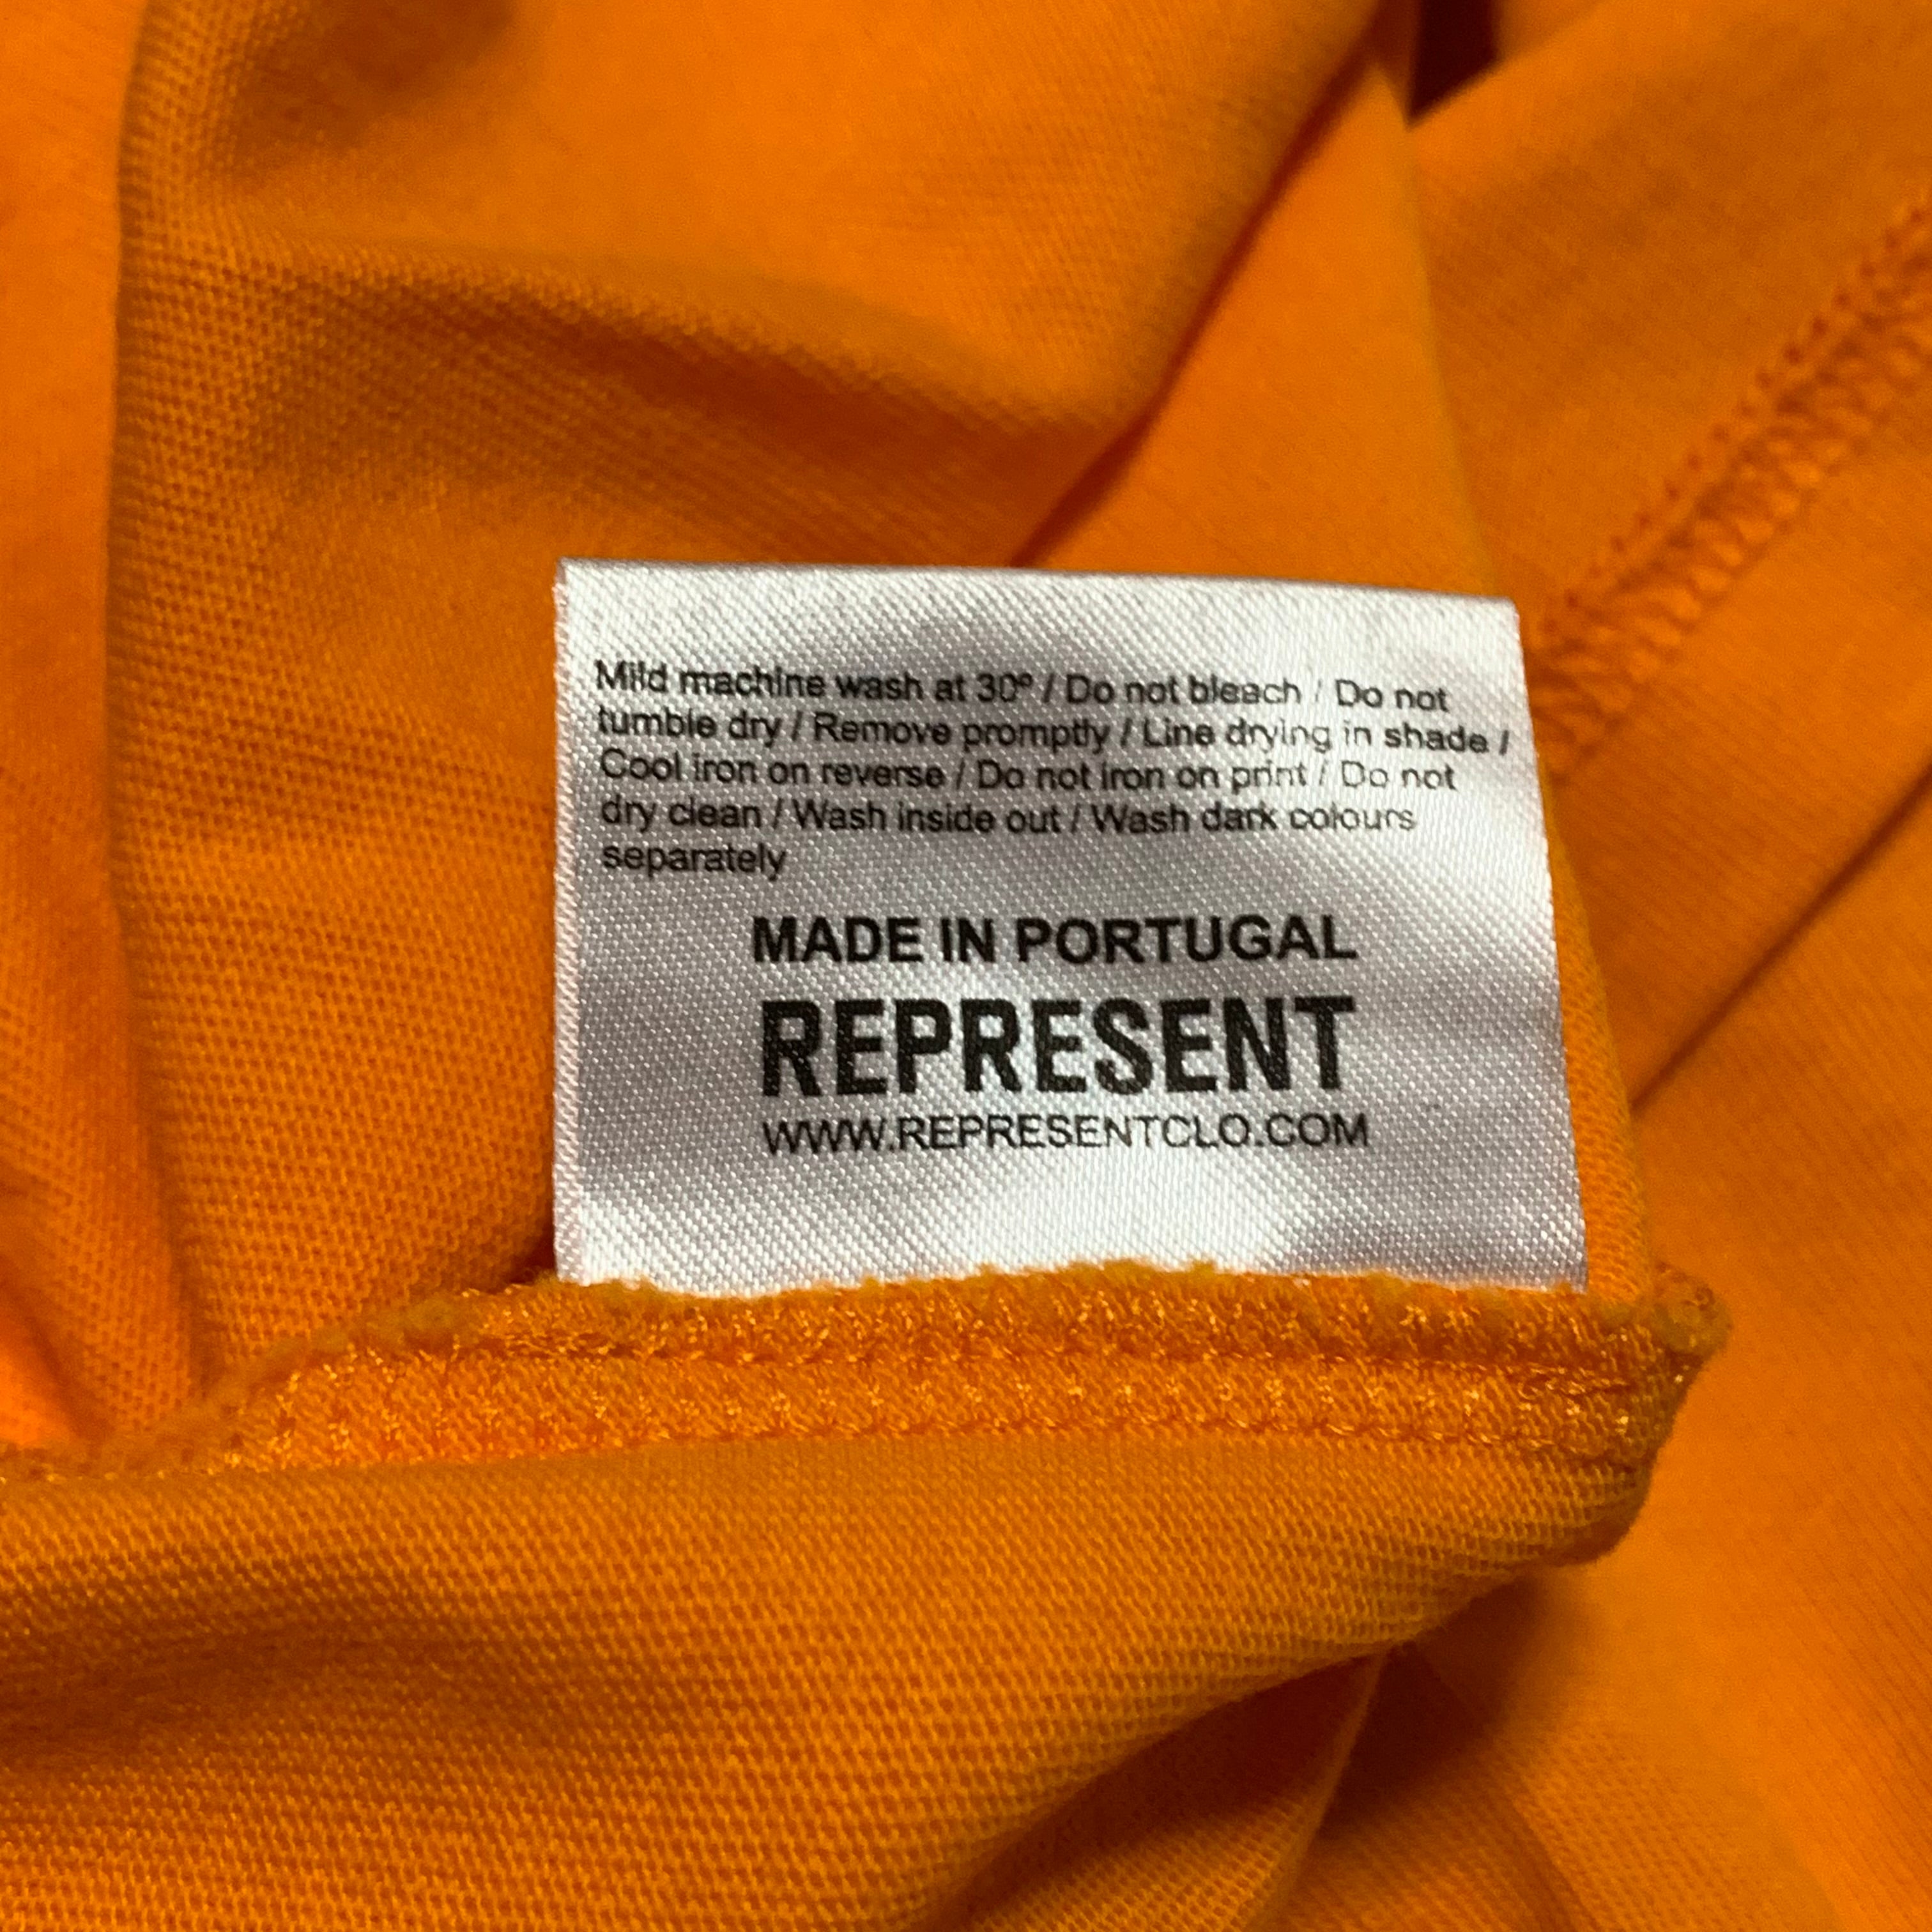 Mild machine wash at 30º / Do not bleach / Do not
tumble dry / Remove promptly / Line drying in shade /
Cool iron on reverse / Do not iron on print / Do not
dry clean / Wash inside out / Wash dark colours
separately
MADE IN PORTUGAL
REPRESENT
WWW.REPRESENTCLO.COM